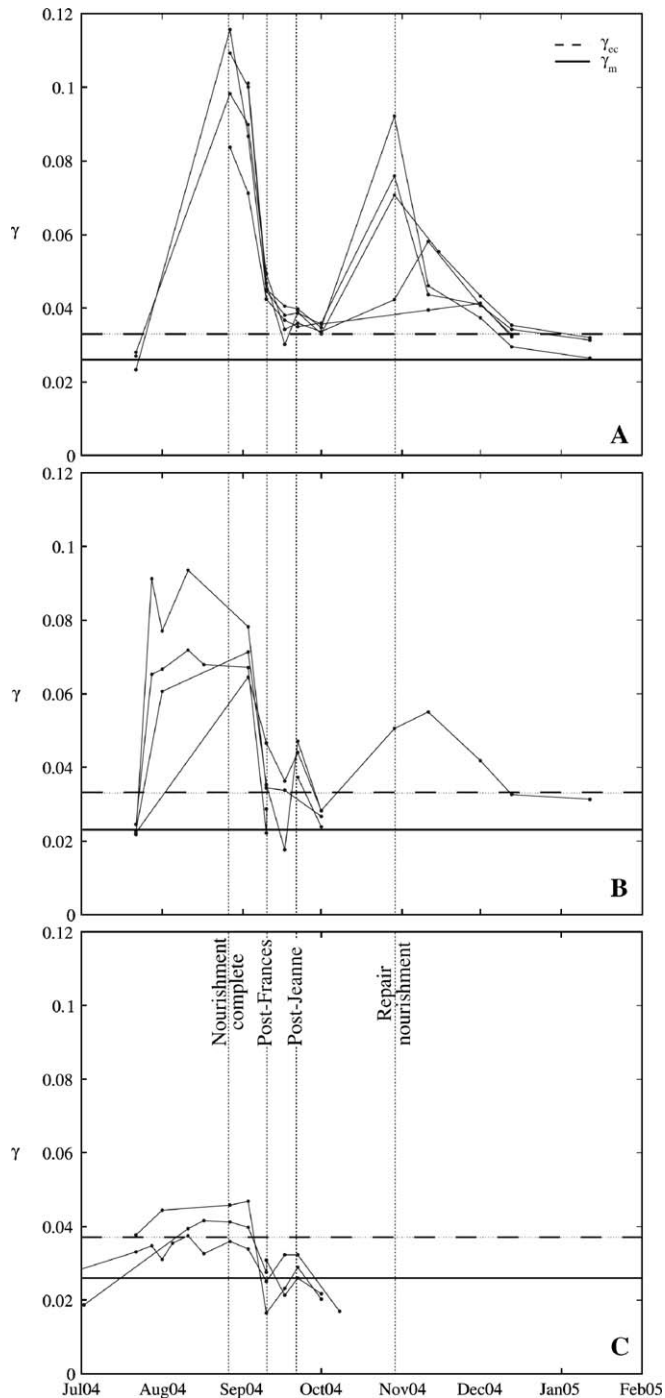 0.12
γec
γm
0.1
0.08
γ
0.06
0.04
0.02
A
0
0.12
0.1
0.08
γ
0.06
0.04
0.02
B
0
0.12
Nourishment
complete
Post-Frances
Post-Jeanne
Repair
nourishment
0.1
0.08
γ
0.06
0.04
0.02
C
0
Jul04 Aug04 Sep04 Oct04 Nov04 Dec04 Jan05 Feb05